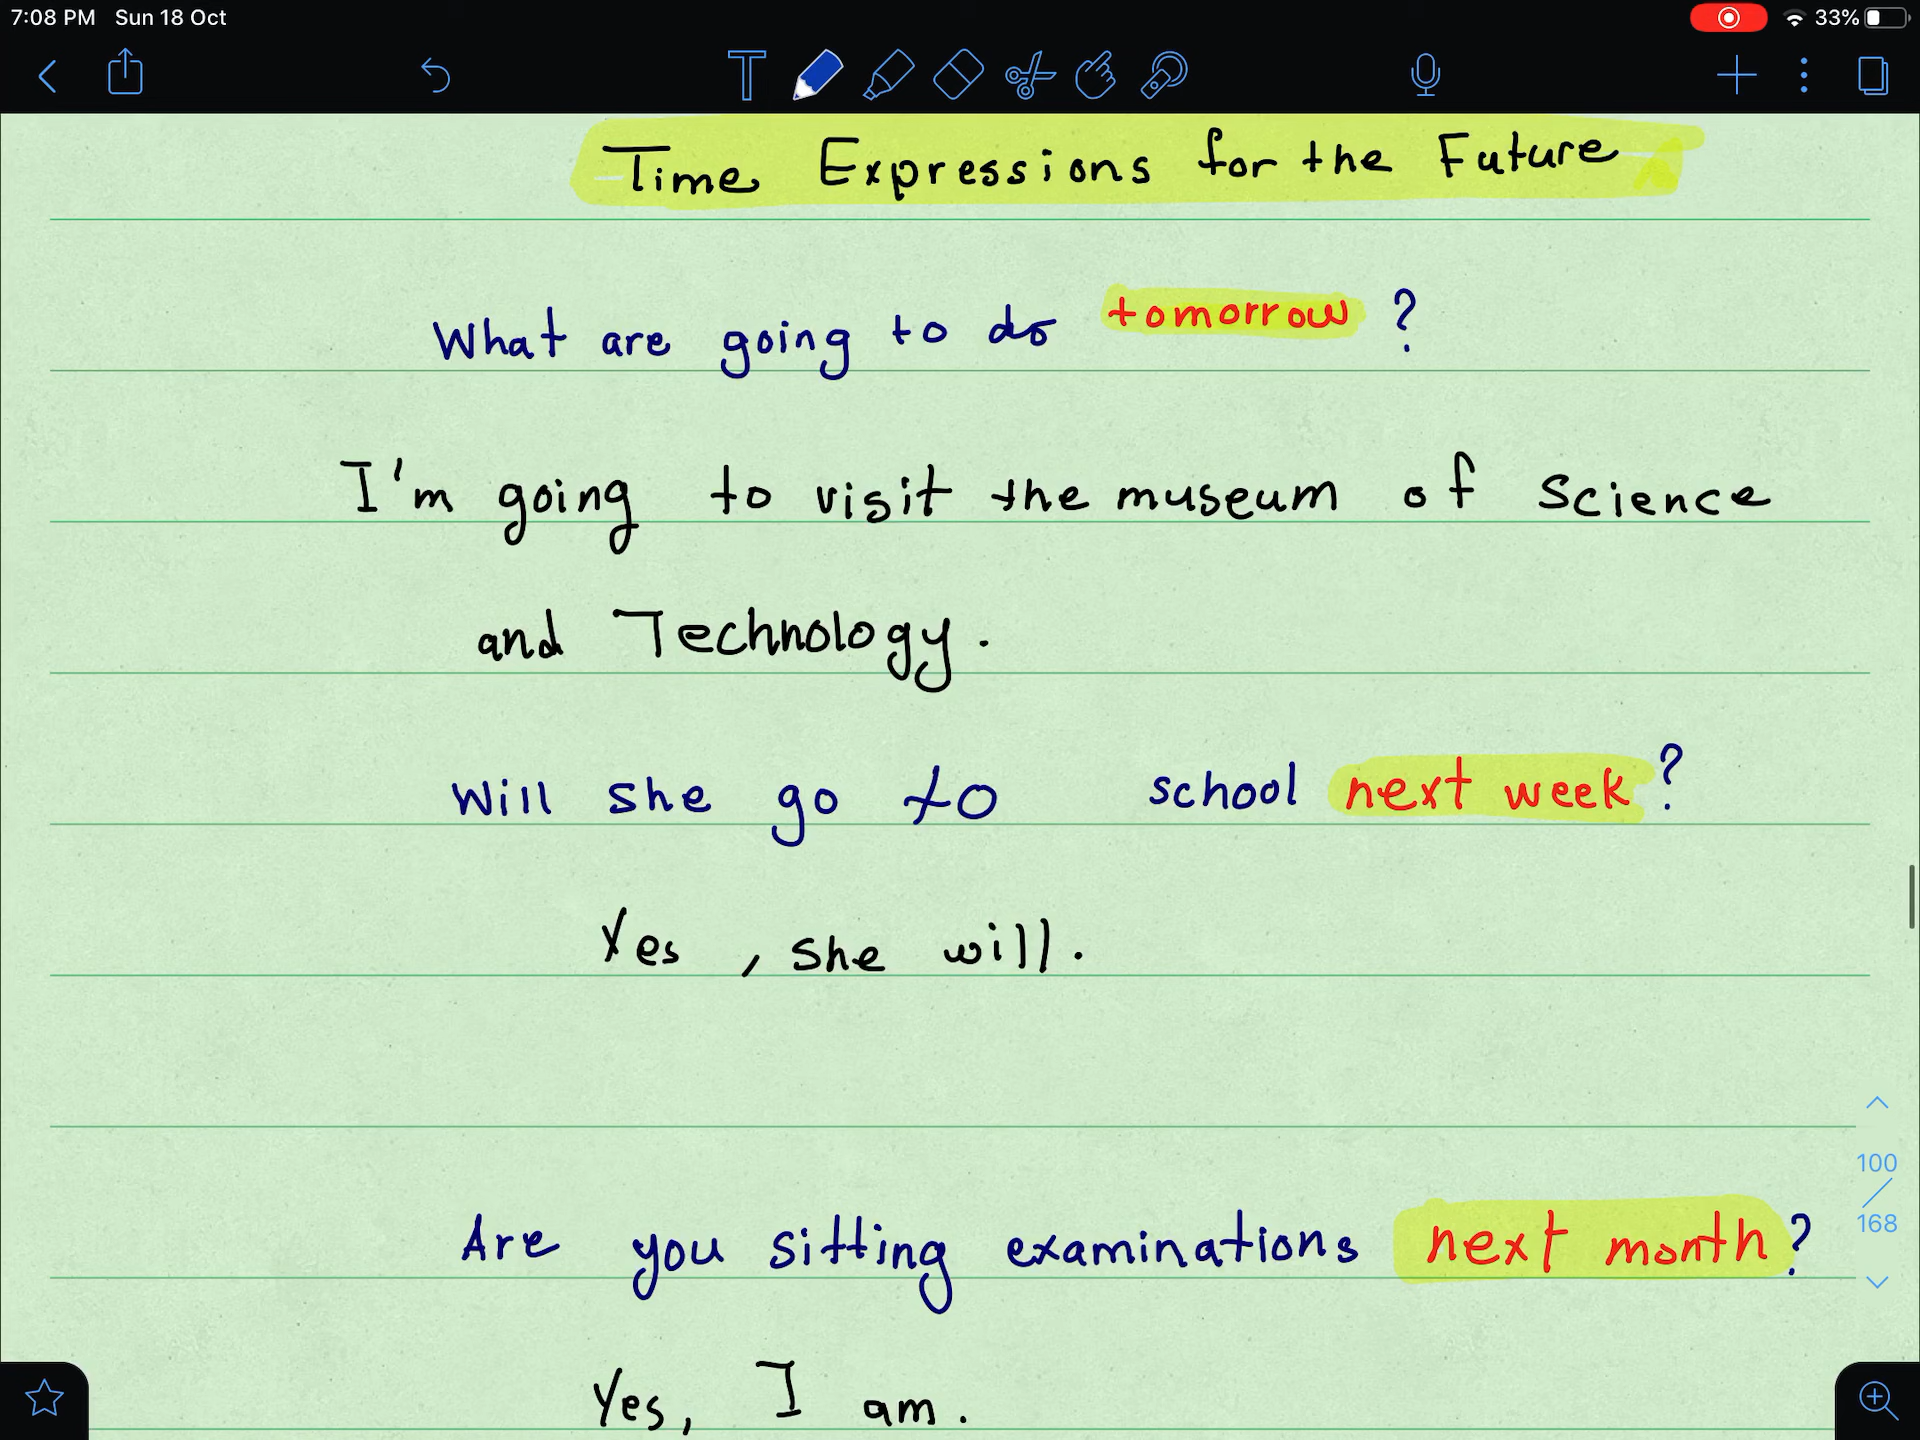 7:08 PM Sun 18 Oct
33%
T
Time Expressions for the Future
What are going to do tomorrow ?
I'm going to visit the museum of Science
and Technology.
Will she go to school next week ?
Yes , she will.
100
168
Are you sitting examinations next month ?
Yes, I am.